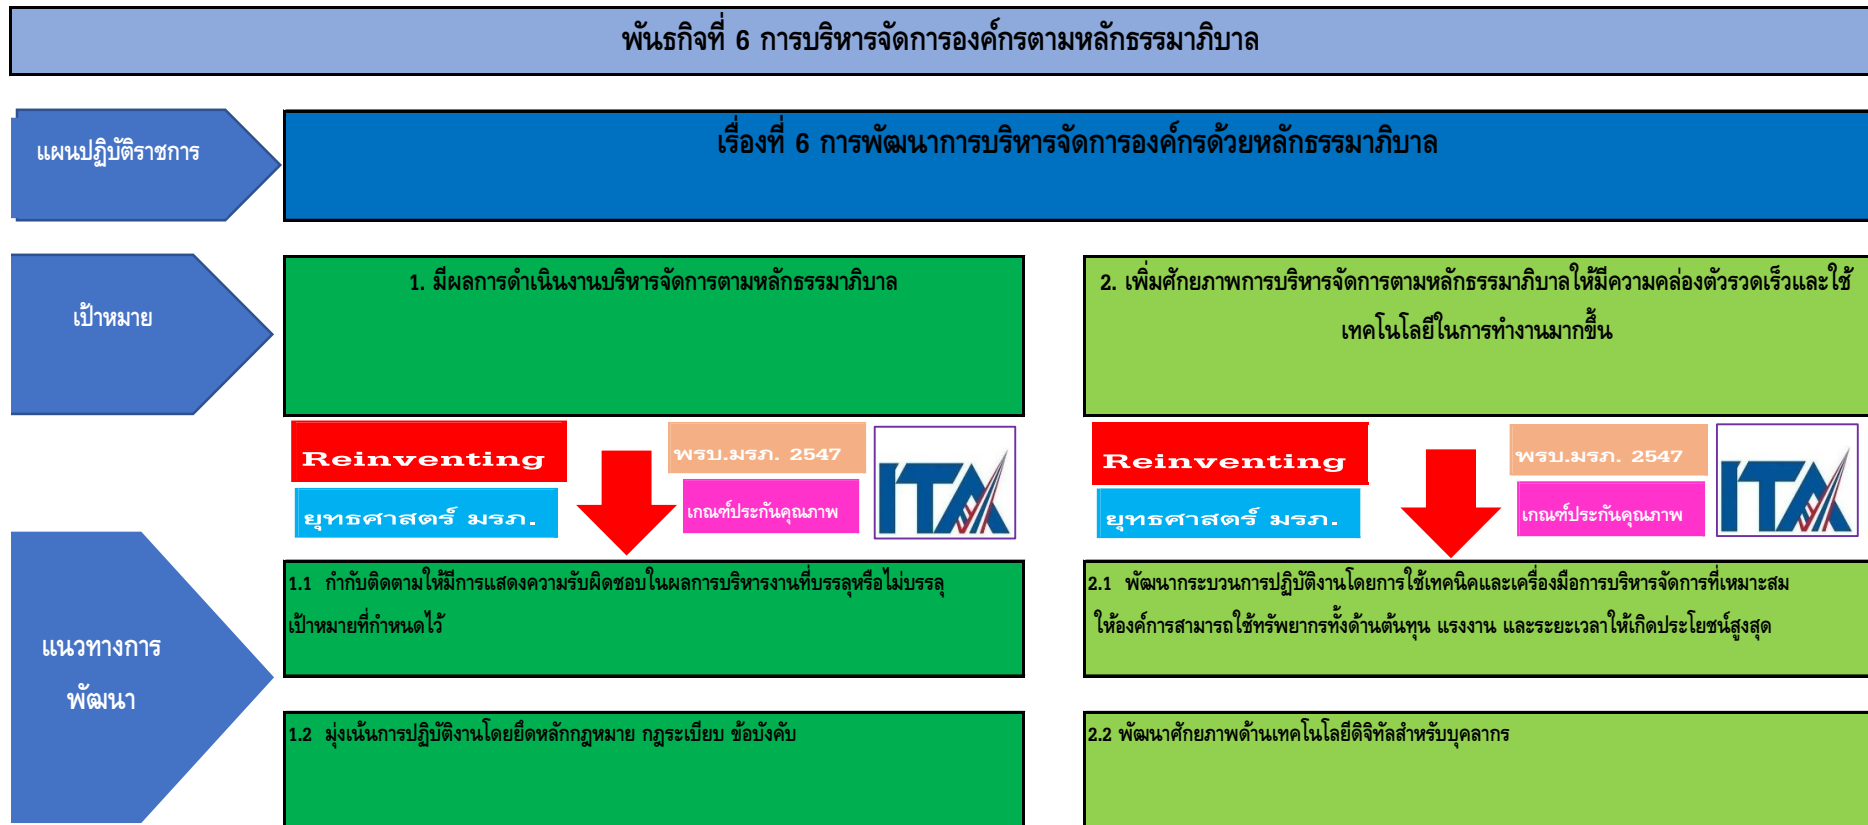 พันธกิจที่ 6 การบริหารจัดการองค์กรตามหลักธรรมาภิบาล
แผนปฏิบัติราชการ
เรื่องที่ 6 การพัฒนาการบริหารจัดการองค์กรด้วยหลักธรรมาภิบาล
เป้าหมาย
1. มีผลการดำเนินงานบริหารจัดการตามหลักธรรมาภิบาล
2. เพิ่มศักยภาพการบริหารจัดการตามหลักธรรมาภิบาลให้มีความคล่องตัวรวดเร็วและใช้
เทคโนโลยีในการทำงานมากขึ้น
Reinventing
พรบ.มรภ. 2547
ยุทธศาสตร์ มรภ.
เกณฑ์ประกันคุณภาพ
ITA
Reinventing
พรบ.มรภ. 2547
ยุทธศาสตร์ มรภ.
เกณฑ์ประกันคุณภาพ
ITA
แนวทางการ
พัฒนา
1.1 กำกับติดตามให้มีการแสดงความรับผิดชอบในผลการบริหารงานที่บรรลุหรือไม่บรรลุ
เป้าหมายที่กำหนดไว้
2.1 พัฒนากระบวนการปฏิบัติงานโดยการใช้เทคนิคและเครื่องมือการบริหารจัดการที่เหมาะสม
ให้องค์การสามารถใช้ทรัพยากรทั้งด้านต้นทุน แรงงาน และระยะเวลาให้เกิดประโยชน์สูงสุด
1.2 มุ่งเน้นการปฏิบัติงานโดยยึดหลักกฎหมาย กฎระเบียบ ข้อบังคับ
2.2 พัฒนาศักยภาพด้านเทคโนโลยีดิจิทัลสำหรับบุคลากร